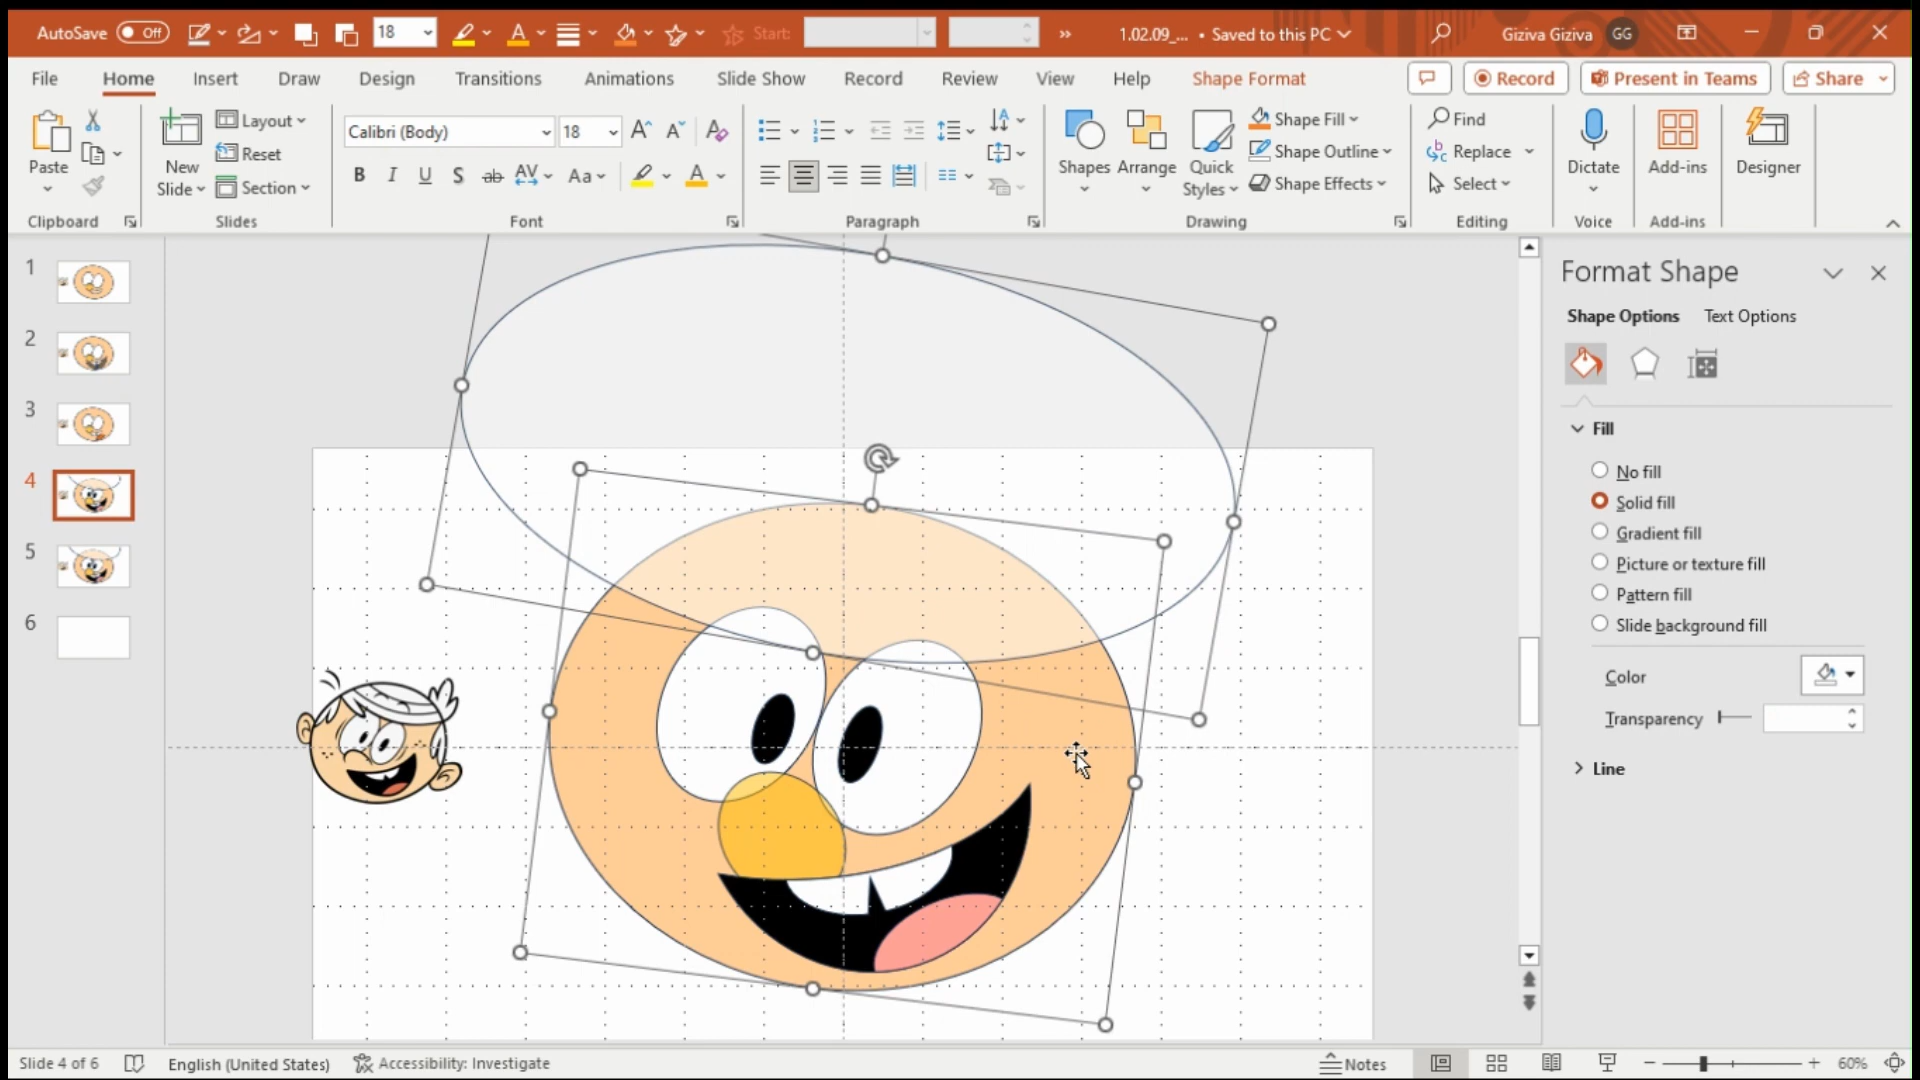 AutoSave Off 18 Start: 1.02.09_... • Saved to this PC Giziva Giziva GG
File Home Insert Draw Design Transitions Animations Slide Show Record Review View Help Shape Format Record Present in Teams Share
Paste New Slide Layout Reset Section Calibri (Body) 18 Shapes Arrange Quick Styles Shape Fill Shape Outline Shape Effects Find Replace Select Dictate Add-ins Designer
B I U S ab AV Aa A
Clipboard Slides Font Paragraph Drawing Editing Voice Add-ins
1
2
3
4
5
6
Format Shape
Shape Options Text Options
Fill
No fill
Solid fill
Gradient fill
Picture or texture fill
Pattern fill
Slide background fill
Color
Transparency
Line
Slide 4 of 6 English (United States) Accessibility: Investigate Notes 60%